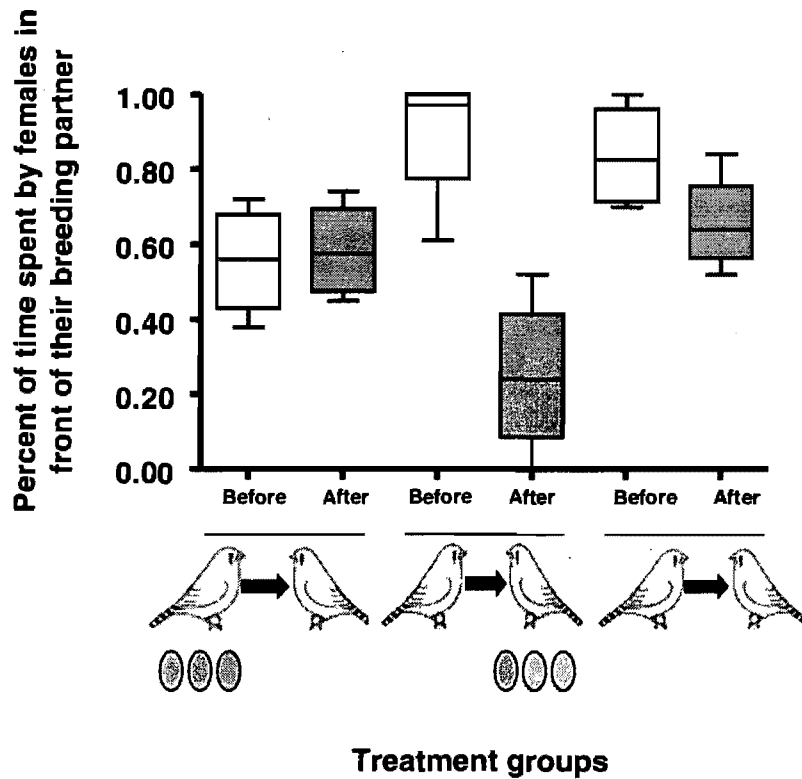 Percent of time spent by females in
front of their breeding partner
1.00
0.80
0.60
0.40
0.20
0.00
Before After Before After Before After
Treatment groups